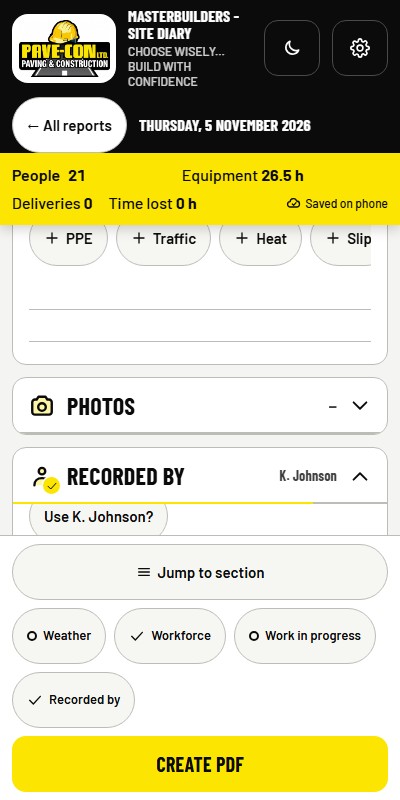 PAVE-CON LTD.
PAVING & CONSTRUCTION
MASTERBUILDERS -
SITE DIARY
CHOOSE WISELY...
BUILD WITH
CONFIDENCE
← All reports
THURSDAY, 5 NOVEMBER 2026
People 21
Equipment 26.5 h
Deliveries 0 Time lost 0 h
Saved on phone
+ PPE
+ Traffic
+ Heat
+ Slip
PHOTOS
–
RECORDED BY
K. Johnson
Use K. Johnson?
Jump to section
Weather
Workforce
Work in progress
Recorded by
CREATE PDF